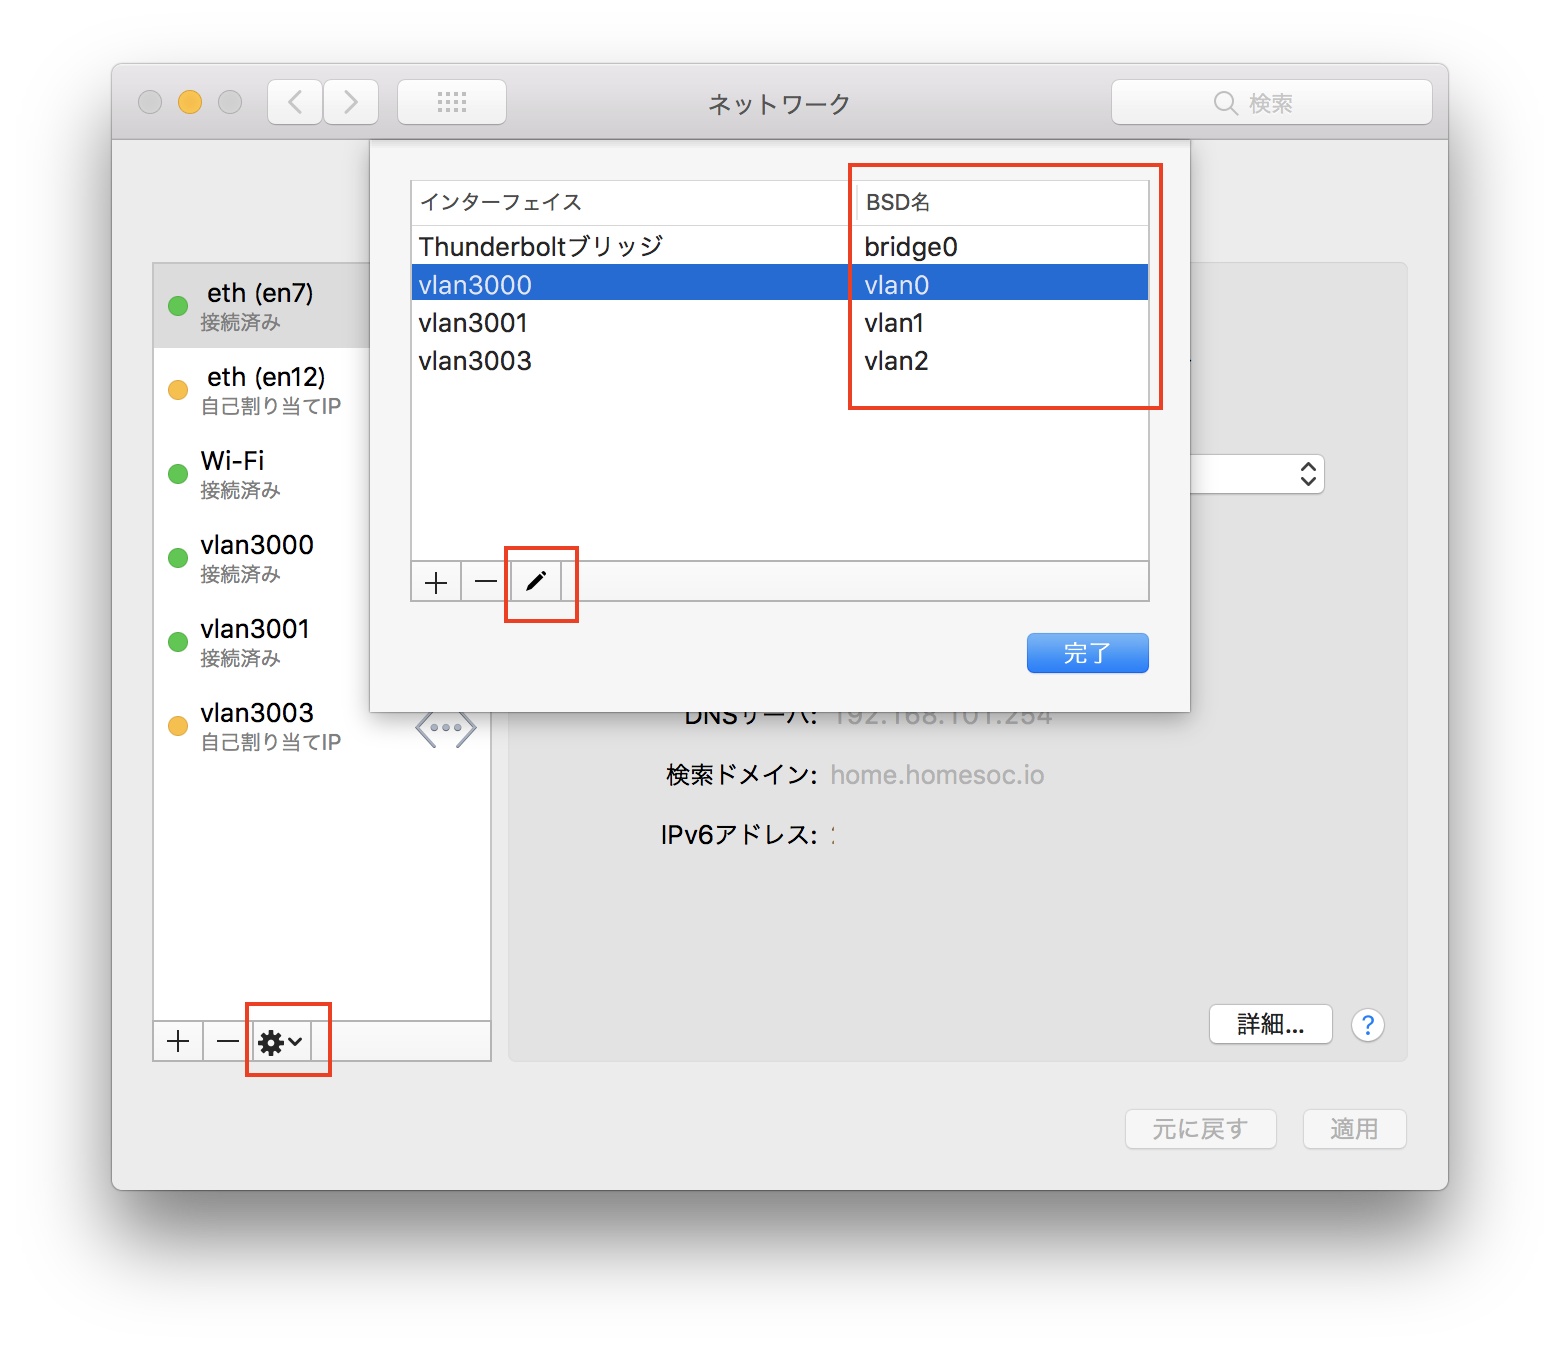 ネットワーク
検索
インターフェイス
BSD名
Thunderboltブリッジ
bridge0
vlan3000
vlan0
vlan3001
vlan1
vlan3003
vlan2
完了
eth (en7)
接続済み
eth (en12)
自己割り当てIP
Wi-Fi
接続済み
vlan3000
接続済み
vlan3001
接続済み
vlan3003
自己割り当てIP
DNSサーバ: 192.168.101.254
検索ドメイン: home.homesoc.io
IPv6アドレス:
詳細...
?
元に戻す
適用